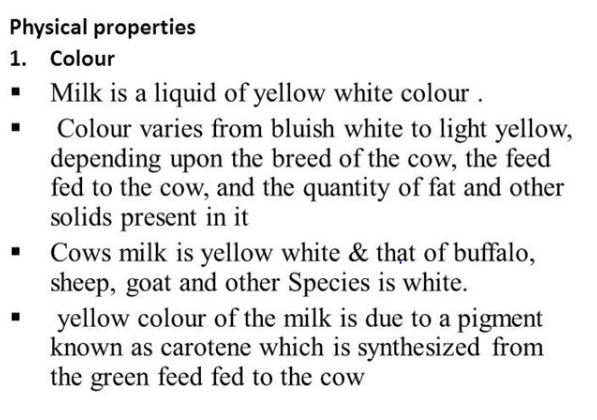 Physical properties
1. Colour
▪ Milk is a liquid of yellow white colour .
▪ Colour varies from bluish white to light yellow,
depending upon the breed of the cow, the feed
fed to the cow, and the quantity of fat and other
solids present in it
▪ Cows milk is yellow white & that of buffalo,
sheep, goat and other Species is white.
▪ yellow colour of the milk is due to a pigment
known as carotene which is synthesized from
the green feed fed to the cow